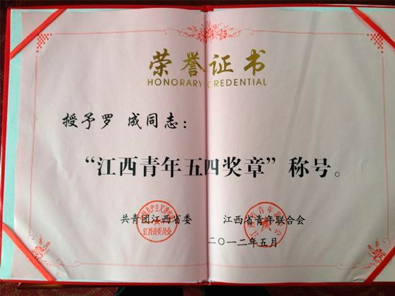 荣誉证书
HONORARY CREDENTIAL
授予罗 成同志：
“江西青年五四奖章”称号。
共青团江西省委 江西省青年联合会
二〇一二年五月